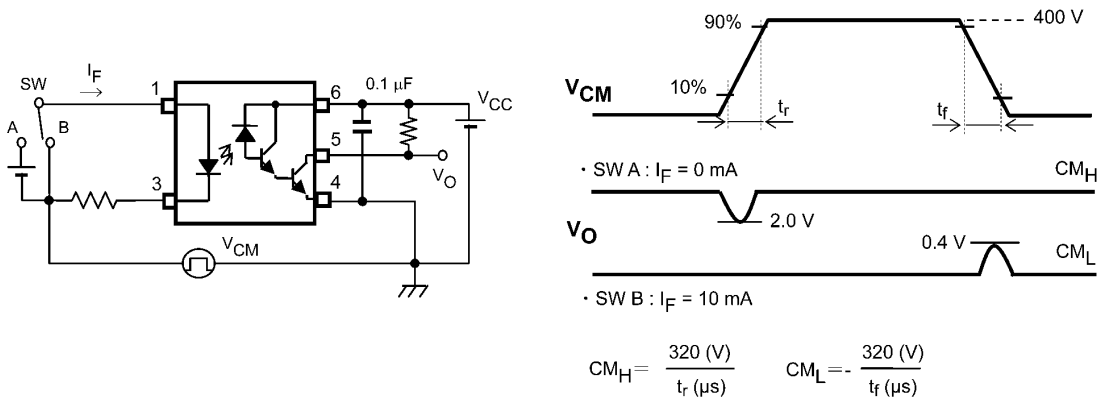 SW
I_F
A
B
1
3
6
5
4
0.1 μF
V_CC
V_O
V_CM
90%
10%
V_CM
t_r
t_f
400 V
・SW A : I_F = 0 mA
CM_H
2.0 V
V_O
0.4 V
CM_L
・SW B : I_F = 10 mA
CM_H = 320 (V) / t_r (μs)
CM_L = - 320 (V) / t_f (μs)